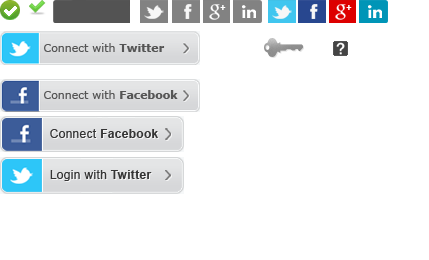 g+ in g+ in
Connect with Twitter
?
Connect with Facebook
Connect Facebook
Login with Twitter